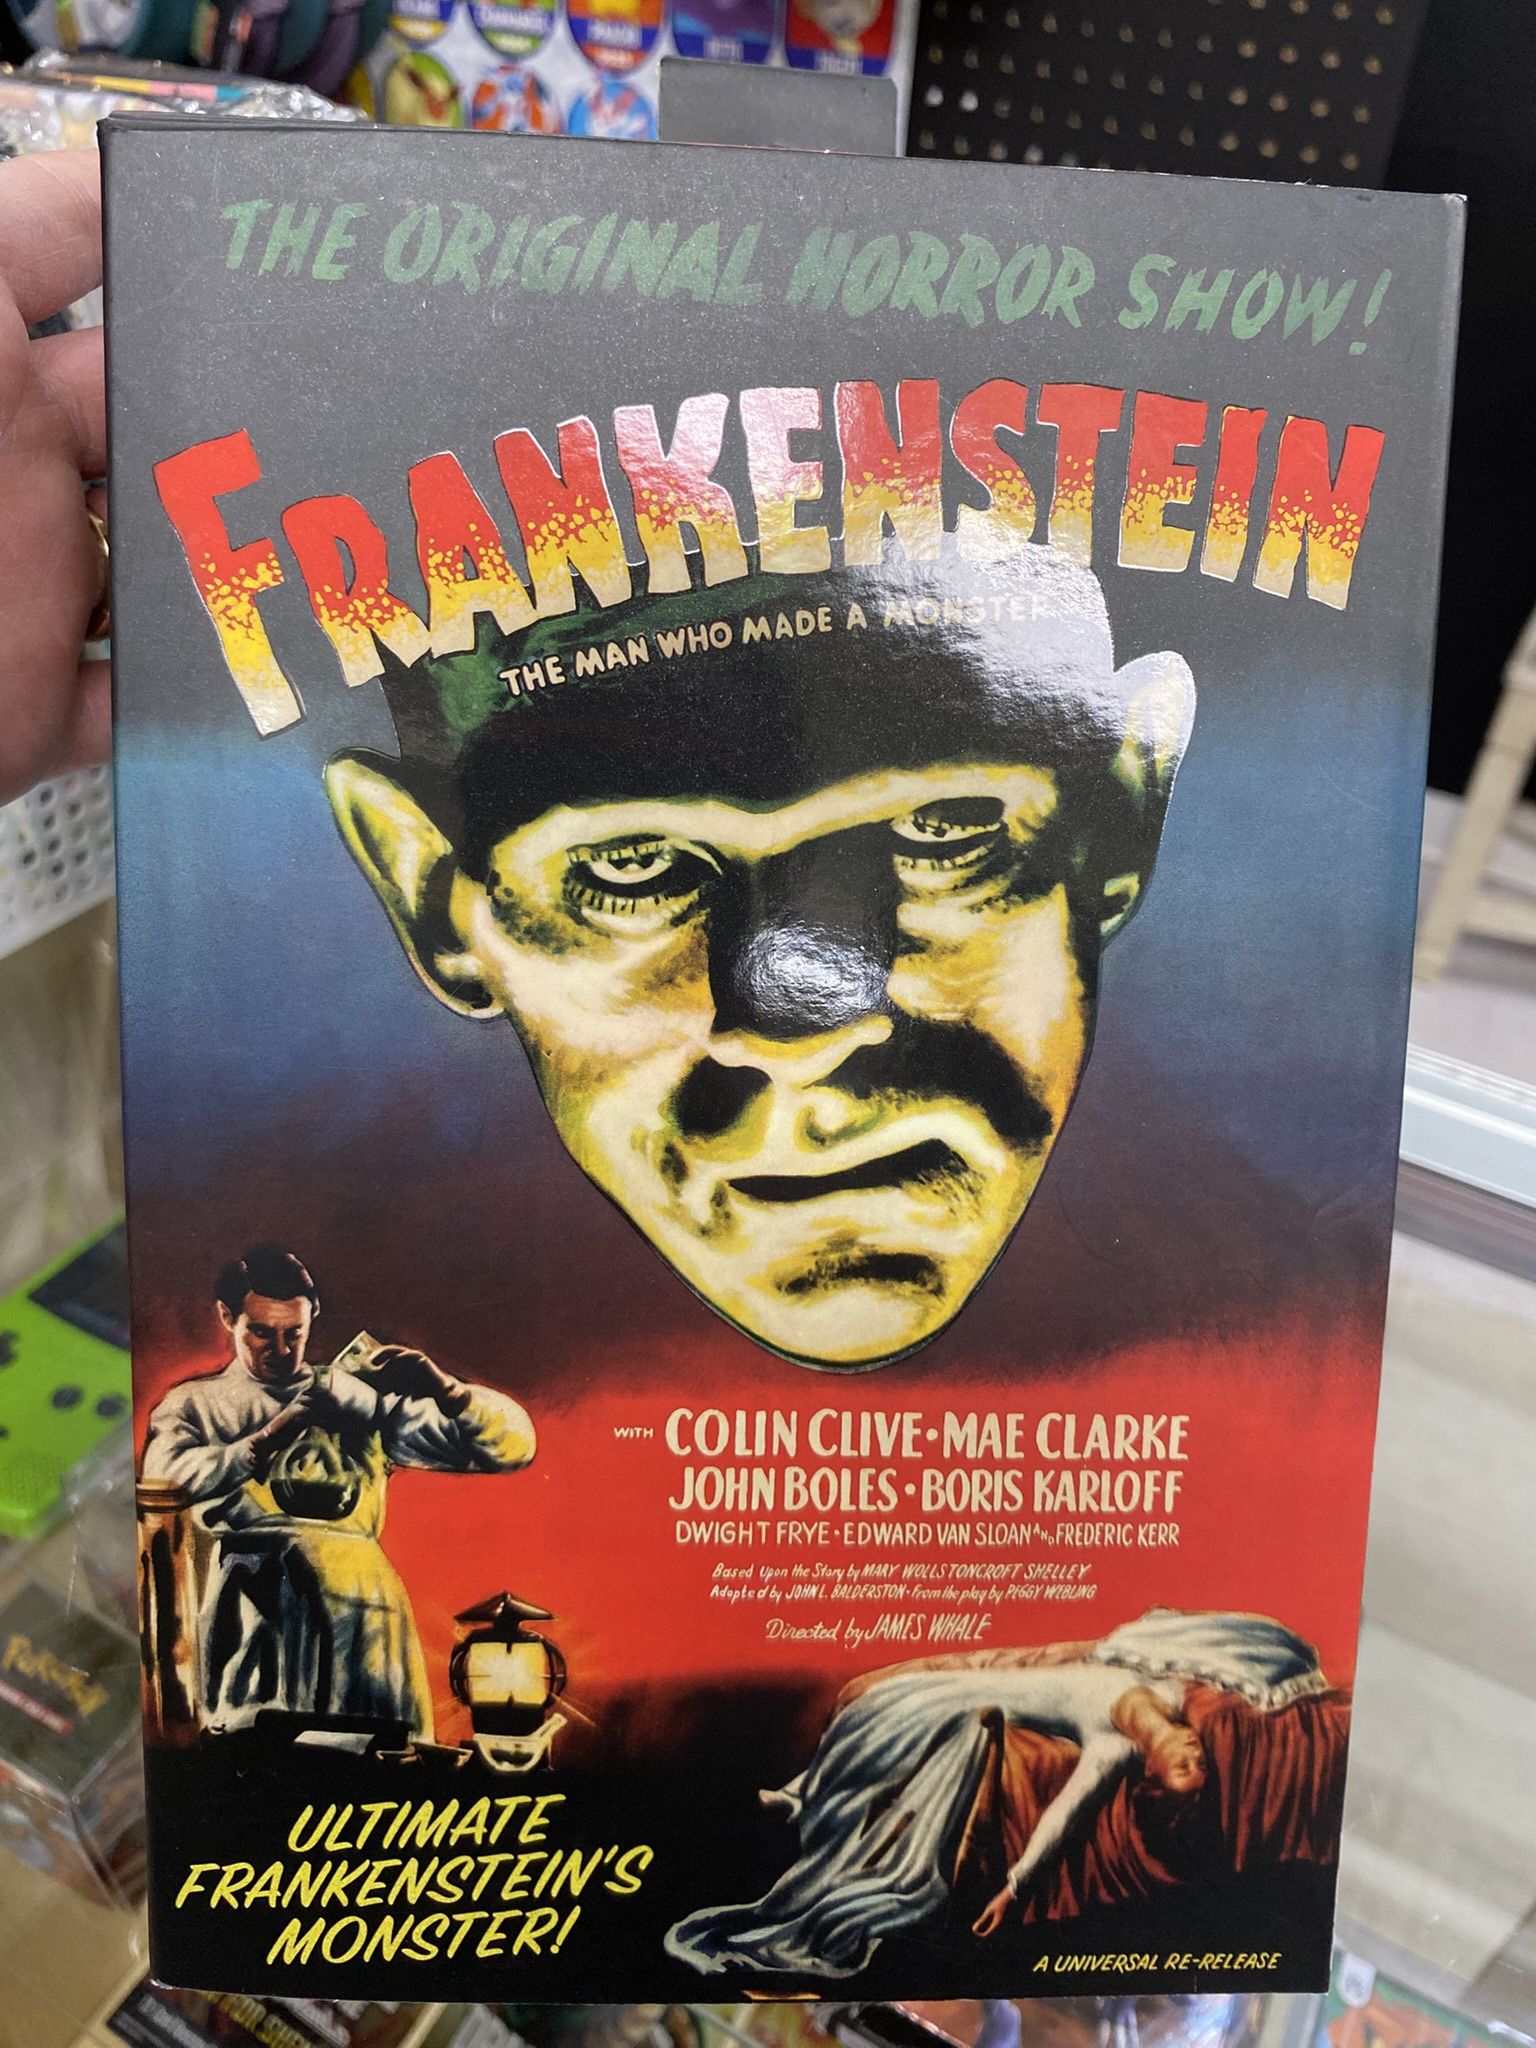 THE ORIGINAL HORROR SHOW!
FRANKENSTEIN
THE MAN WHO MADE A MONSTER
WITH COLIN CLIVE • MAE CLARKE
JOHN BOLES • BORIS KARLOFF
DWIGHT FRYE • EDWARD VAN SLOAN AND FREDERIC KERR
Based Upon the Story by MARY WOLLSTONCROFT SHELLEY
Adapted by JOHN L. BALDERSTON • From the play by PEGGY WEBLING
Directed by JAMES WHALE
ULTIMATE
FRANKENSTEIN'S
MONSTER!
A UNIVERSAL RE-RELEASE